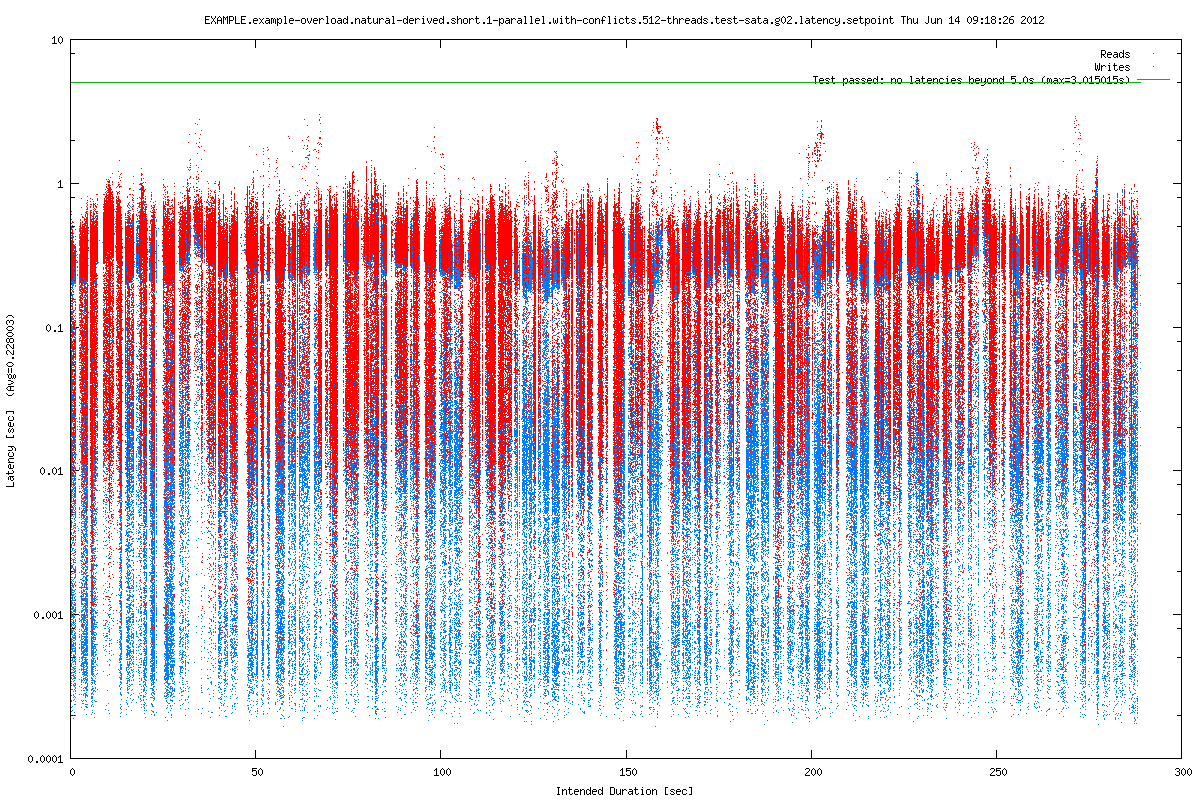 EXAMPLE.example-overload.natural-derived.short.1-parallel.with-conflicts.512-threads.test-sata.g02.latency.setpoint Thu Jun 14 09:18:26 2012
10
Reads
Writes
Test passed: no latencies beyond 5.0s (max=3.015015s)
1
0.1
0.01
0.001
0.0001
Latency [sec] (Avg=0.228003)
0 50 100 150 200 250 300
Intended Duration [sec]